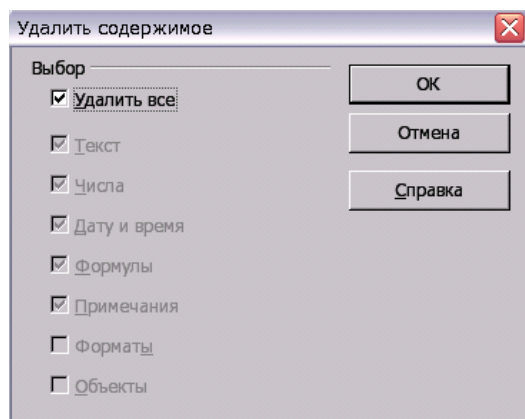 Удалить содержимое
Выбор
Удалить все
Текст
Числа
Дату и время
Формулы
Примечания
Форматы
Объекты
ОК
Отмена
Справка